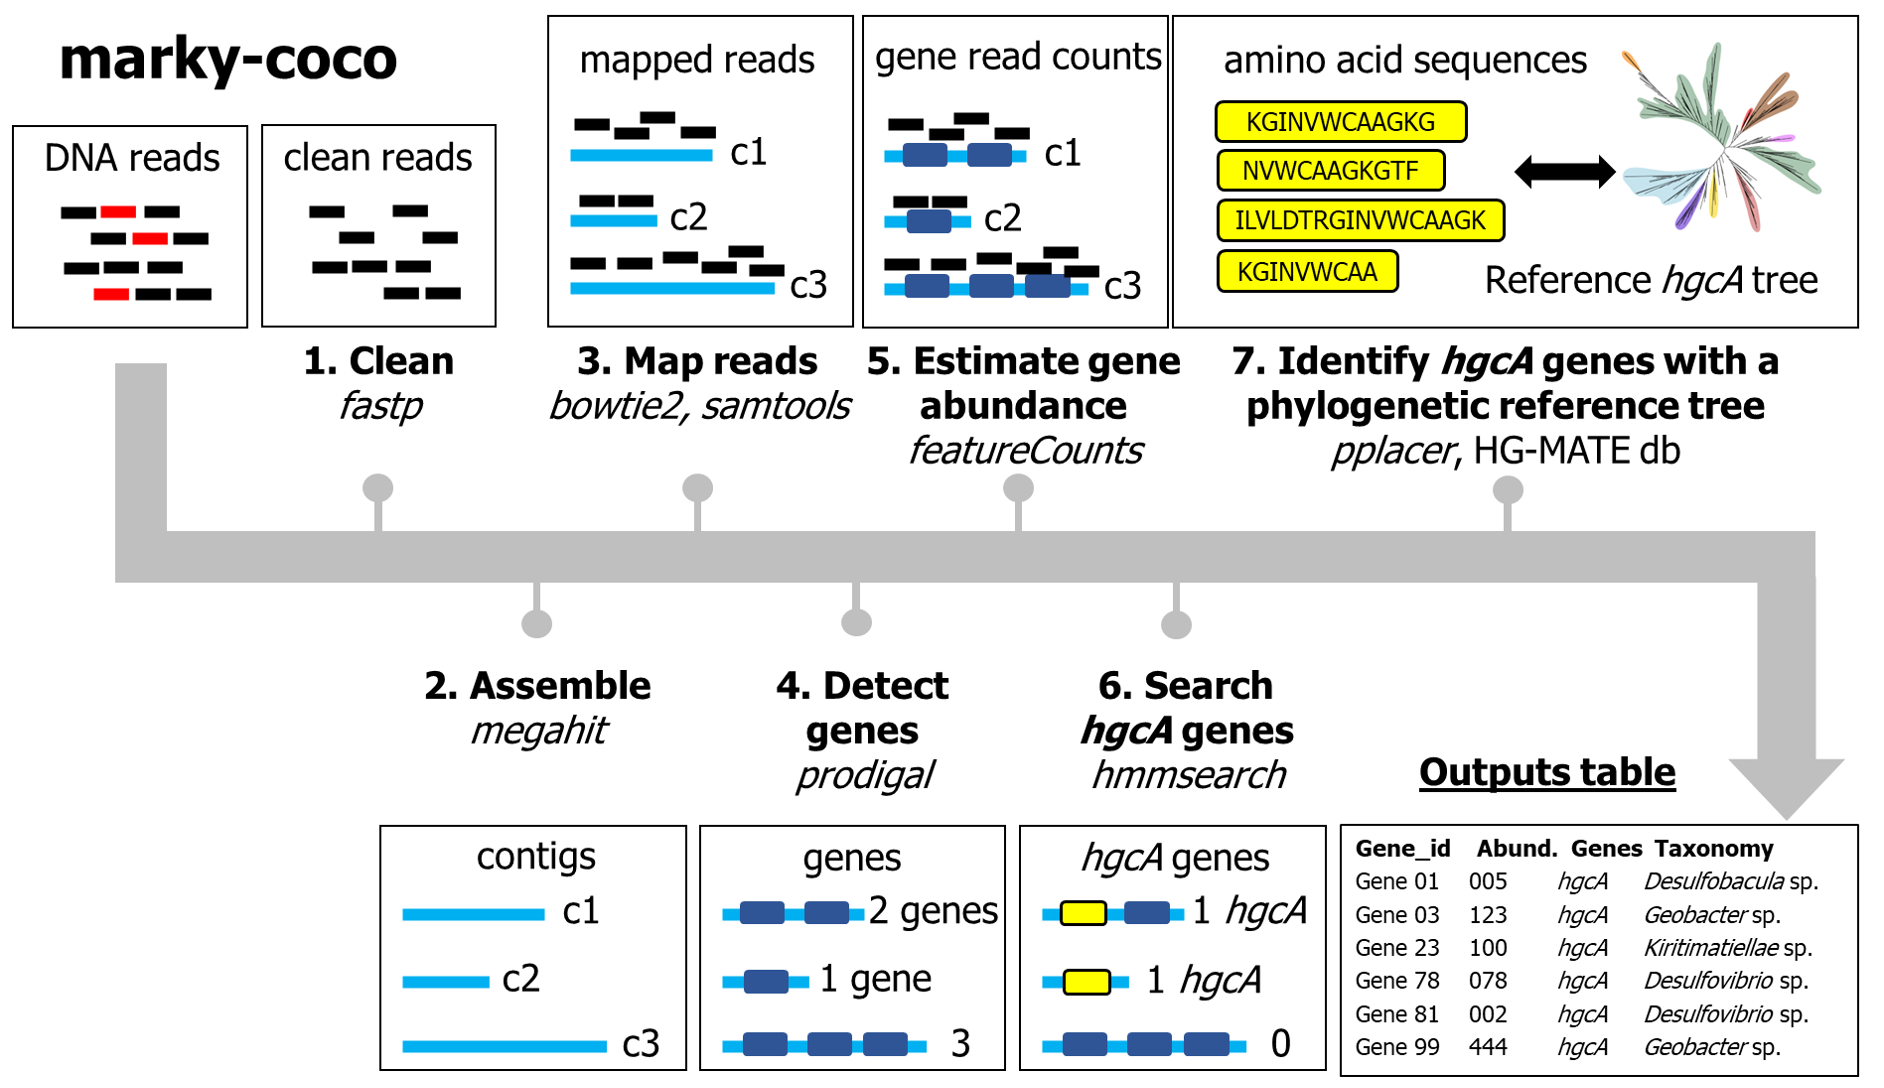 marky-coco
DNA reads
clean reads
mapped reads
c1
c2
c3
gene read counts
c1
c2
c3
amino acid sequences
KGINVWCAAGKG
NVWCAAGKGTF
ILVLDTRGINVWCAAGK
KGINVWCAA
Reference hgcA tree
1. Clean
fastp
3. Map reads
bowtie2, samtools
5. Estimate gene
abundance
featureCounts
7. Identify hgcA genes with a
phylogenetic reference tree
pplacer, HG-MATE db
2. Assemble
megahit
4. Detect
genes
prodigal
6. Search
hgcA genes
hmmsearch
contigs
c1
c2
c3
genes
2 genes
1 gene
3
hgcA genes
1 hgcA
1 hgcA
0
Outputs table
Gene_id Abund. Genes Taxonomy
Gene 01 005 hgcA Desulfobacula sp.
Gene 03 123 hgcA Geobacter sp.
Gene 23 100 hgcA Kiritimatiellae sp.
Gene 78 078 hgcA Desulfovibrio sp.
Gene 81 002 hgcA Desulfovibrio sp.
Gene 99 444 hgcA Geobacter sp.